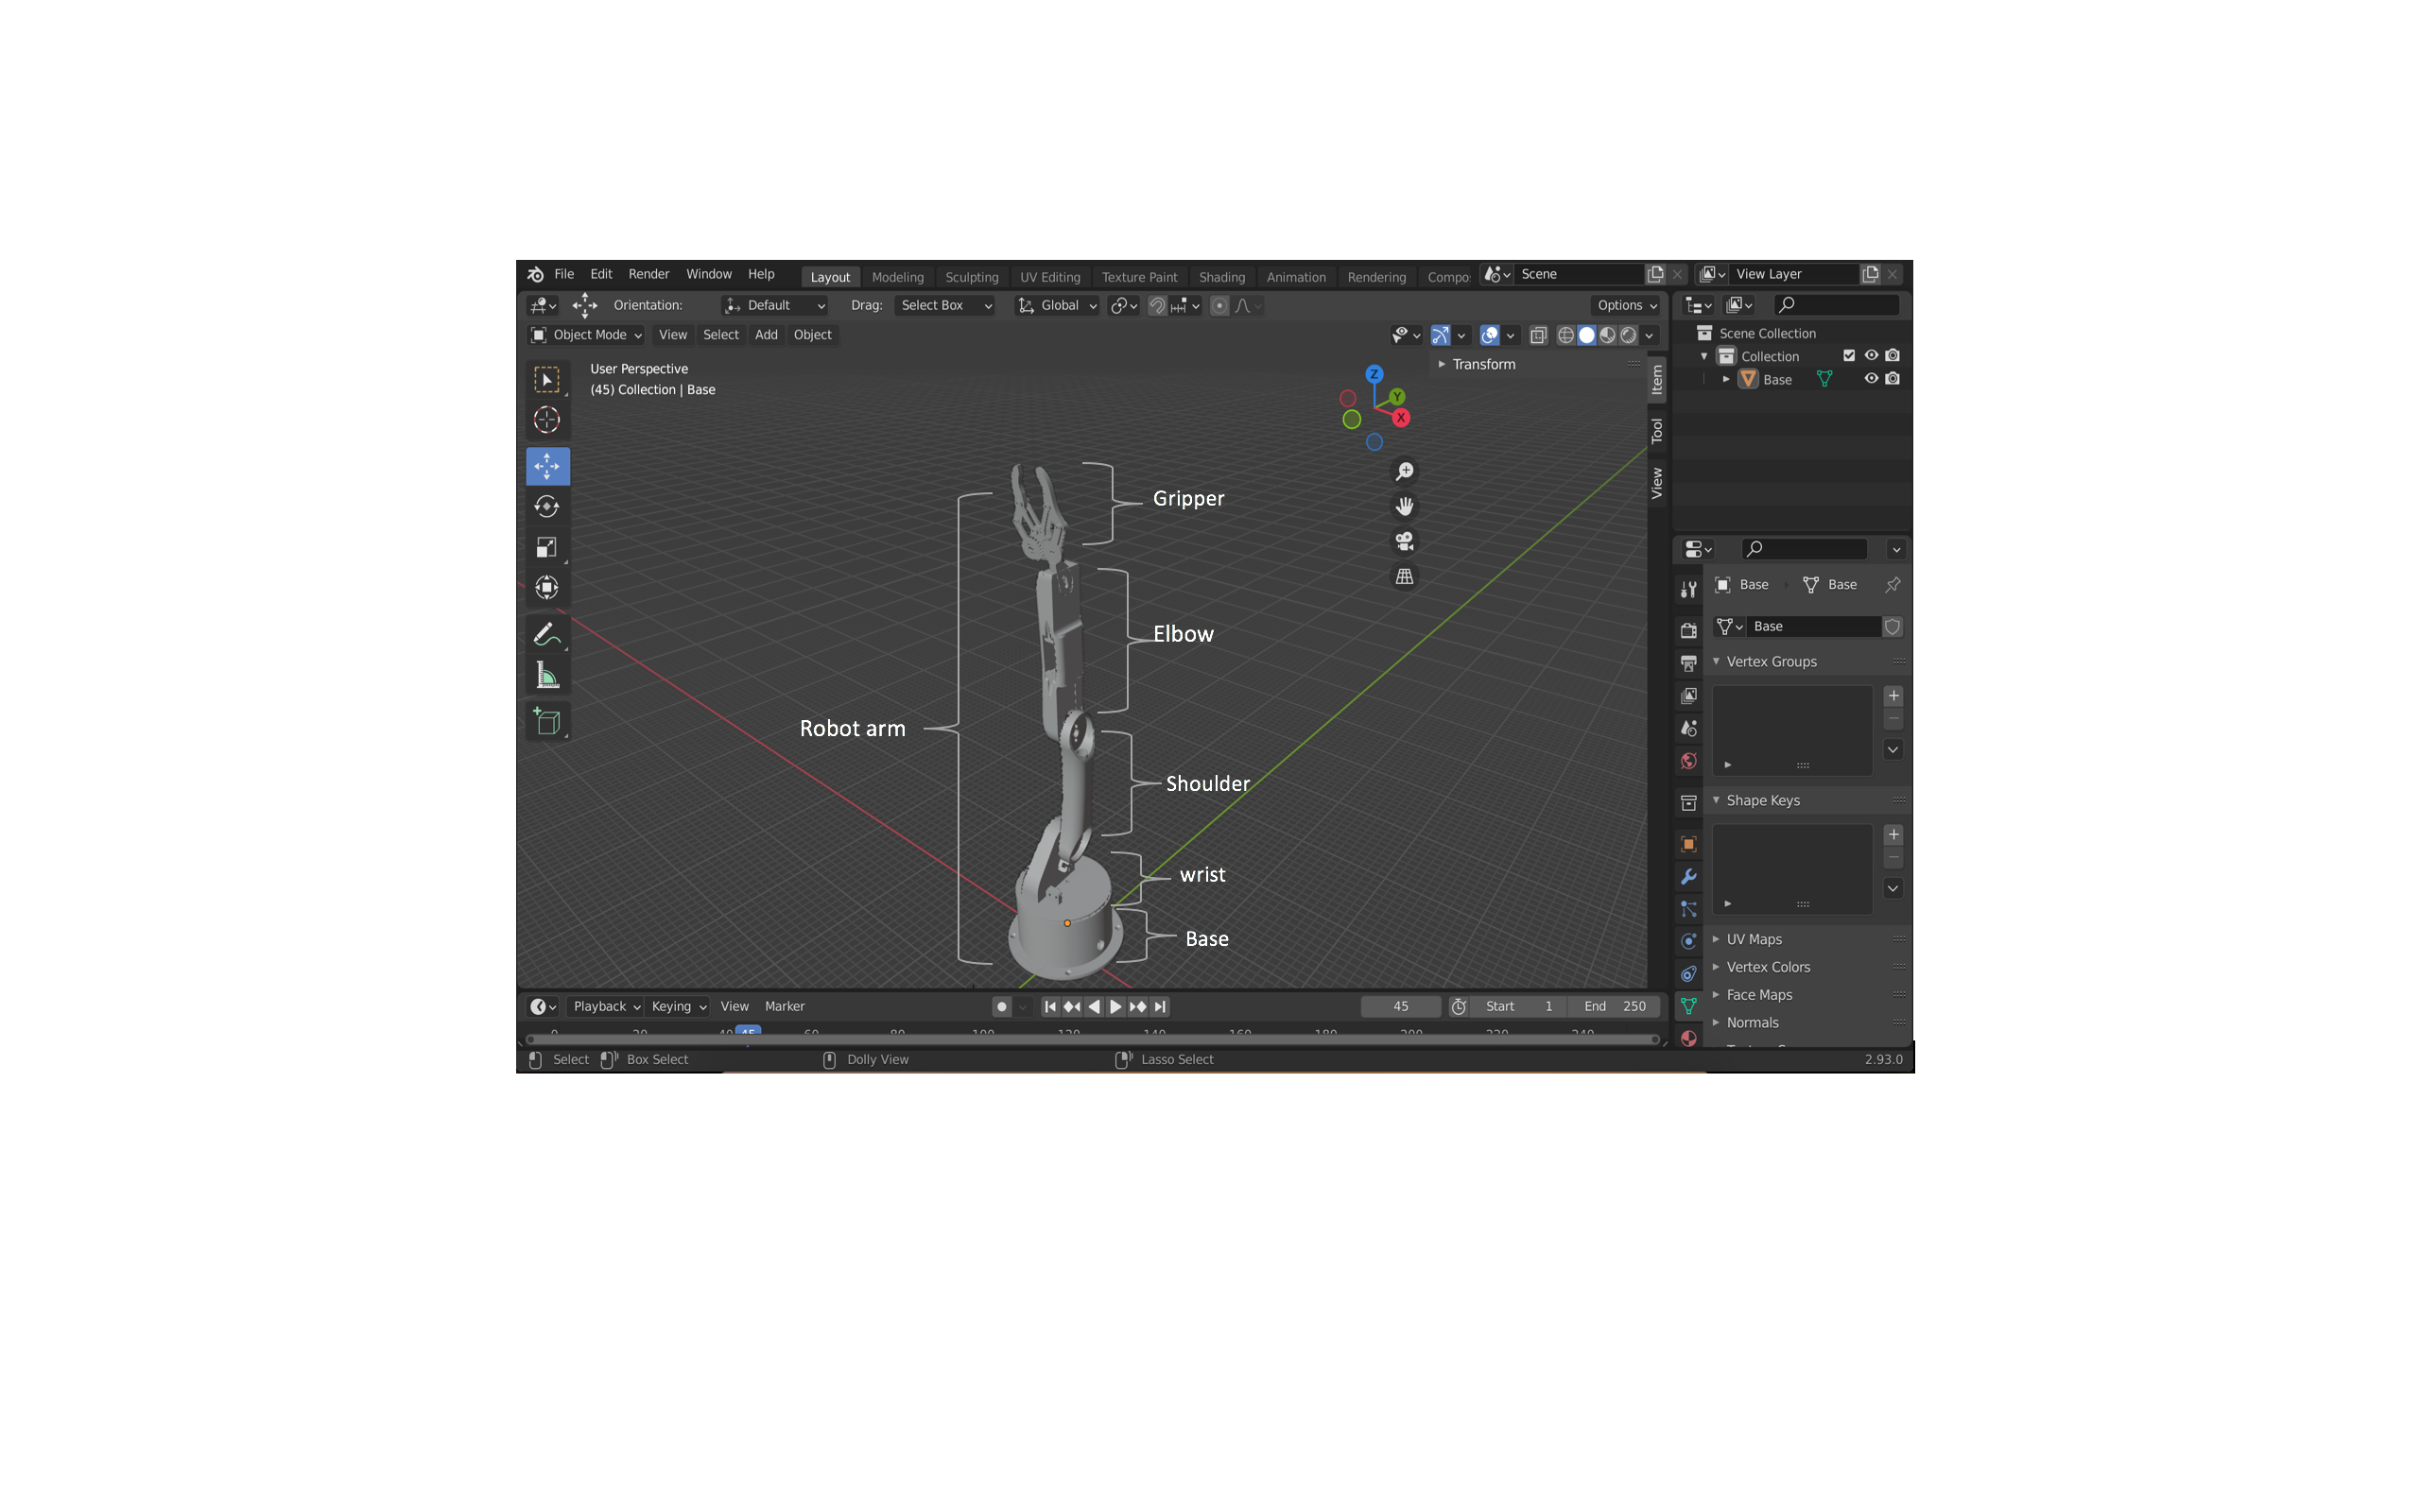 File Edit Render Window Help Layout Modeling Sculpting UV Editing Texture Paint Shading Animation Rendering Compo Scene View Layer
Orientation: Default Drag: Select Box Global Options
Object Mode View Select Add Object
User Perspective
(45) Collection | Base
Transform
Item
Tool
View
Z
Y
X
Gripper
Elbow
Robot arm
Shoulder
wrist
Base
Scene Collection
Collection
Base
Base Base
Base
Vertex Groups
Shape Keys
UV Maps
Vertex Colors
Face Maps
Normals
Playback Keying View Marker 45 Start 1 End 250
0 20 40 45 60 80 100 120 140 160 180 200 220 240
Select Box Select Dolly View Lasso Select 2.93.0